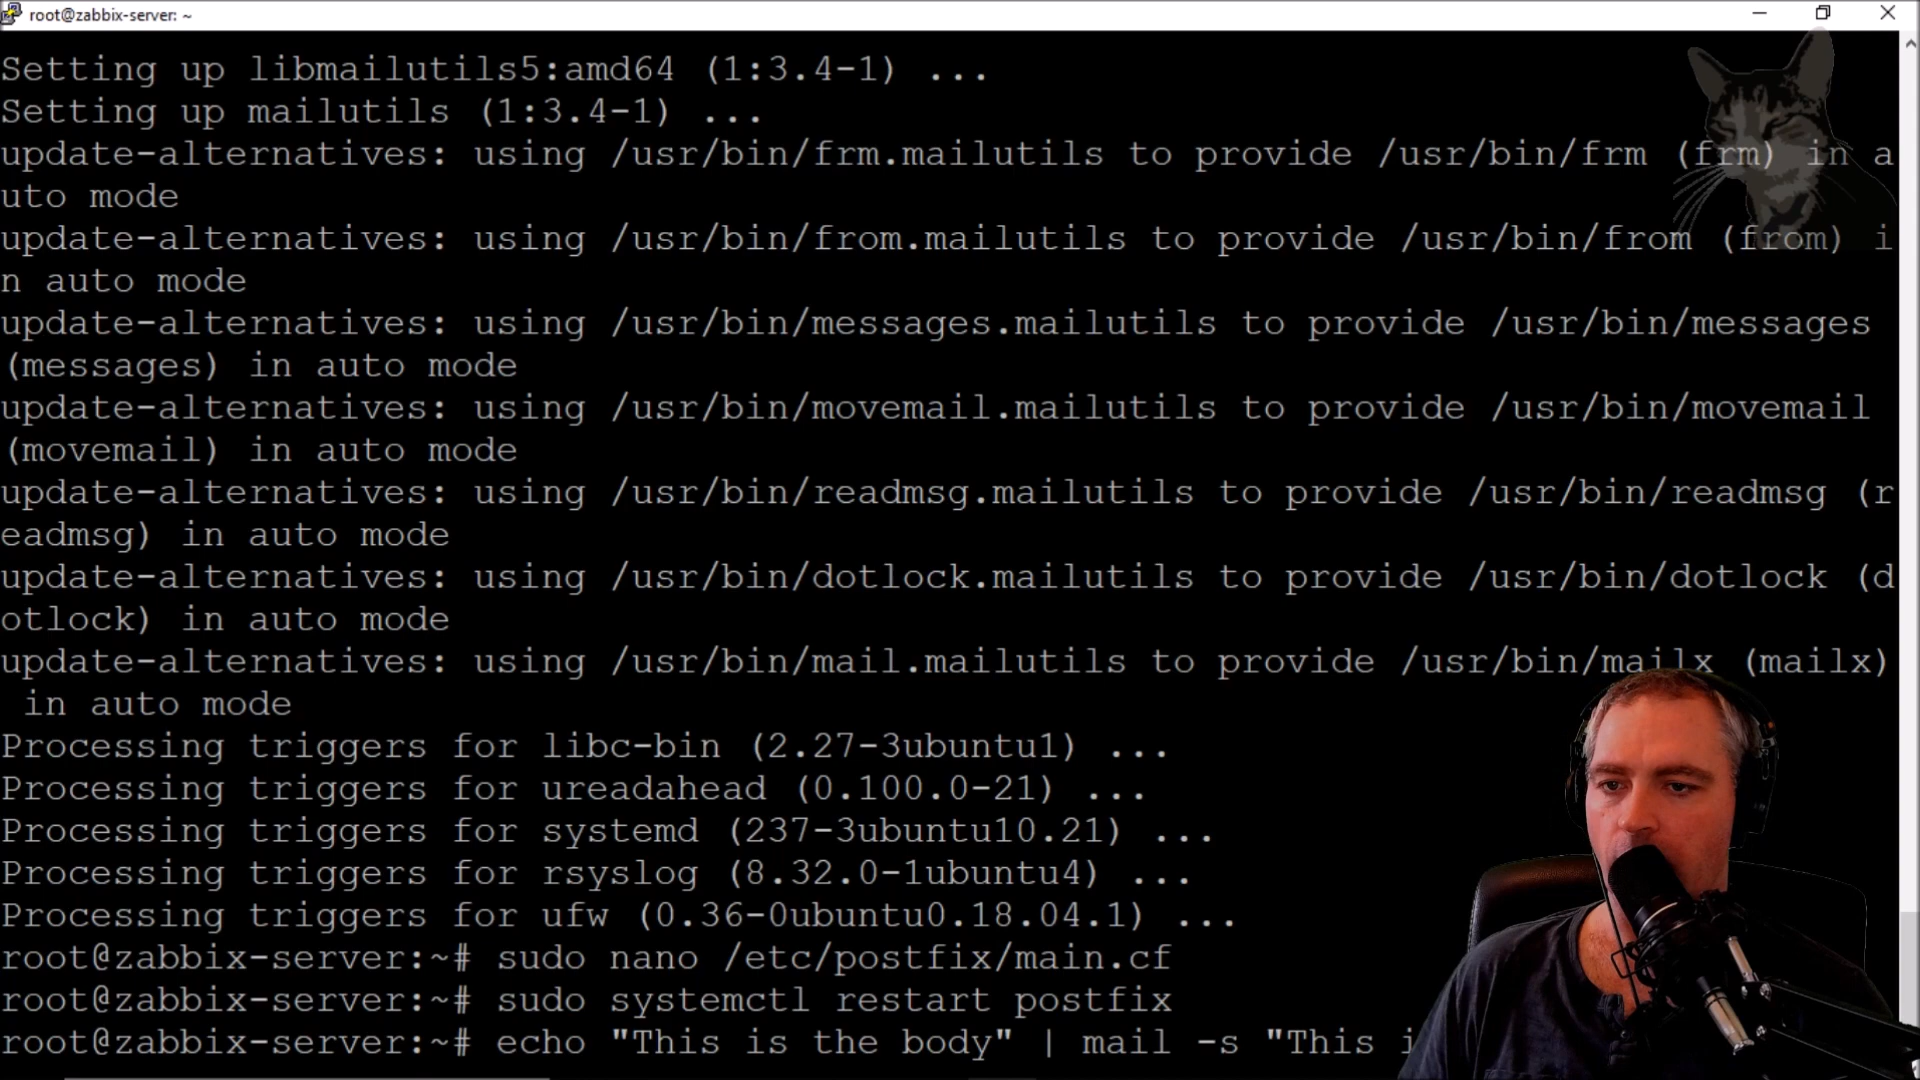 root@zabbix-server: ~
Setting up libmailutils5:amd64 (1:3.4-1) ...
Setting up mailutils (1:3.4-1) ...
update-alternatives: using /usr/bin/frm.mailutils to provide /usr/bin/frm (frm) in a
uto mode
update-alternatives: using /usr/bin/from.mailutils to provide /usr/bin/from (from) i
n auto mode
update-alternatives: using /usr/bin/messages.mailutils to provide /usr/bin/messages
(messages) in auto mode
update-alternatives: using /usr/bin/movemail.mailutils to provide /usr/bin/movemail
(movemail) in auto mode
update-alternatives: using /usr/bin/readmsg.mailutils to provide /usr/bin/readmsg (r
eadmsg) in auto mode
update-alternatives: using /usr/bin/dotlock.mailutils to provide /usr/bin/dotlock (d
otlock) in auto mode
update-alternatives: using /usr/bin/mail.mailutils to provide /usr/bin/mailx (mailx)
 in auto mode
Processing triggers for libc-bin (2.27-3ubuntu1) ...
Processing triggers for ureadahead (0.100.0-21) ...
Processing triggers for systemd (237-3ubuntu10.21) ...
Processing triggers for rsyslog (8.32.0-1ubuntu4) ...
Processing triggers for ufw (0.36-0ubuntu0.18.04.1) ...
root@zabbix-server:~# sudo nano /etc/postfix/main.cf
root@zabbix-server:~# sudo systemctl restart postfix
root@zabbix-server:~# echo "This is the body" | mail -s "This